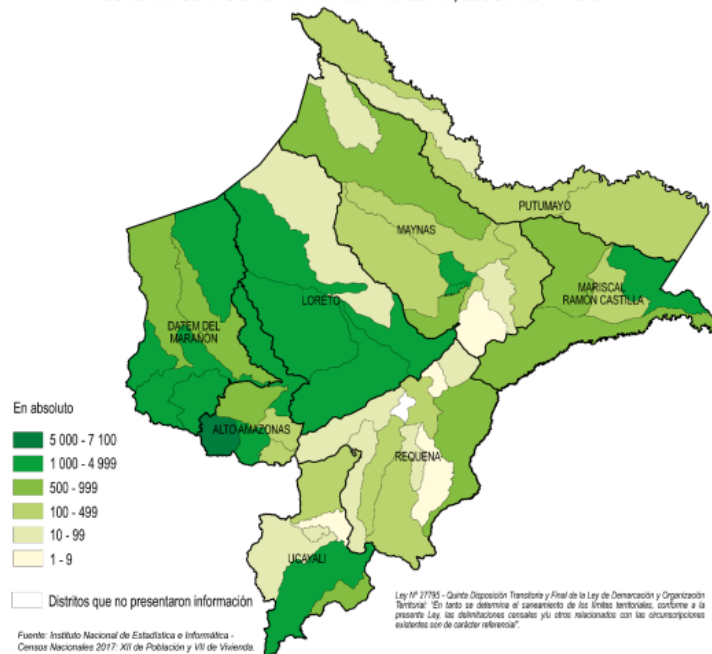 PUTUMAYO
MAYNAS
MARISCAL
RAMÓN CASTILLA
LORETO
DATEM DEL
MARAÑÓN
ALTO AMAZONAS
REQUENA
UCAYALI
En absoluto
5 000 - 7 100
1 000 - 4 999
500 - 999
100 - 499
10 - 99
1 - 9
Distritos que no presentaron información
Ley Nº 27795 - Quinta Disposición Transitoria y Final de la Ley de Demarcación y Organización
Territorial: "En tanto se determina el saneamiento de los límites territoriales, conforme a la
presente Ley, las delimitaciones censales y/u otros relacionados con las circunscripciones
existentes son de carácter referencial".
Fuente: Instituto Nacional de Estadística e Informática -
Censos Nacionales 2017: XII de Población y VII de Vivienda.